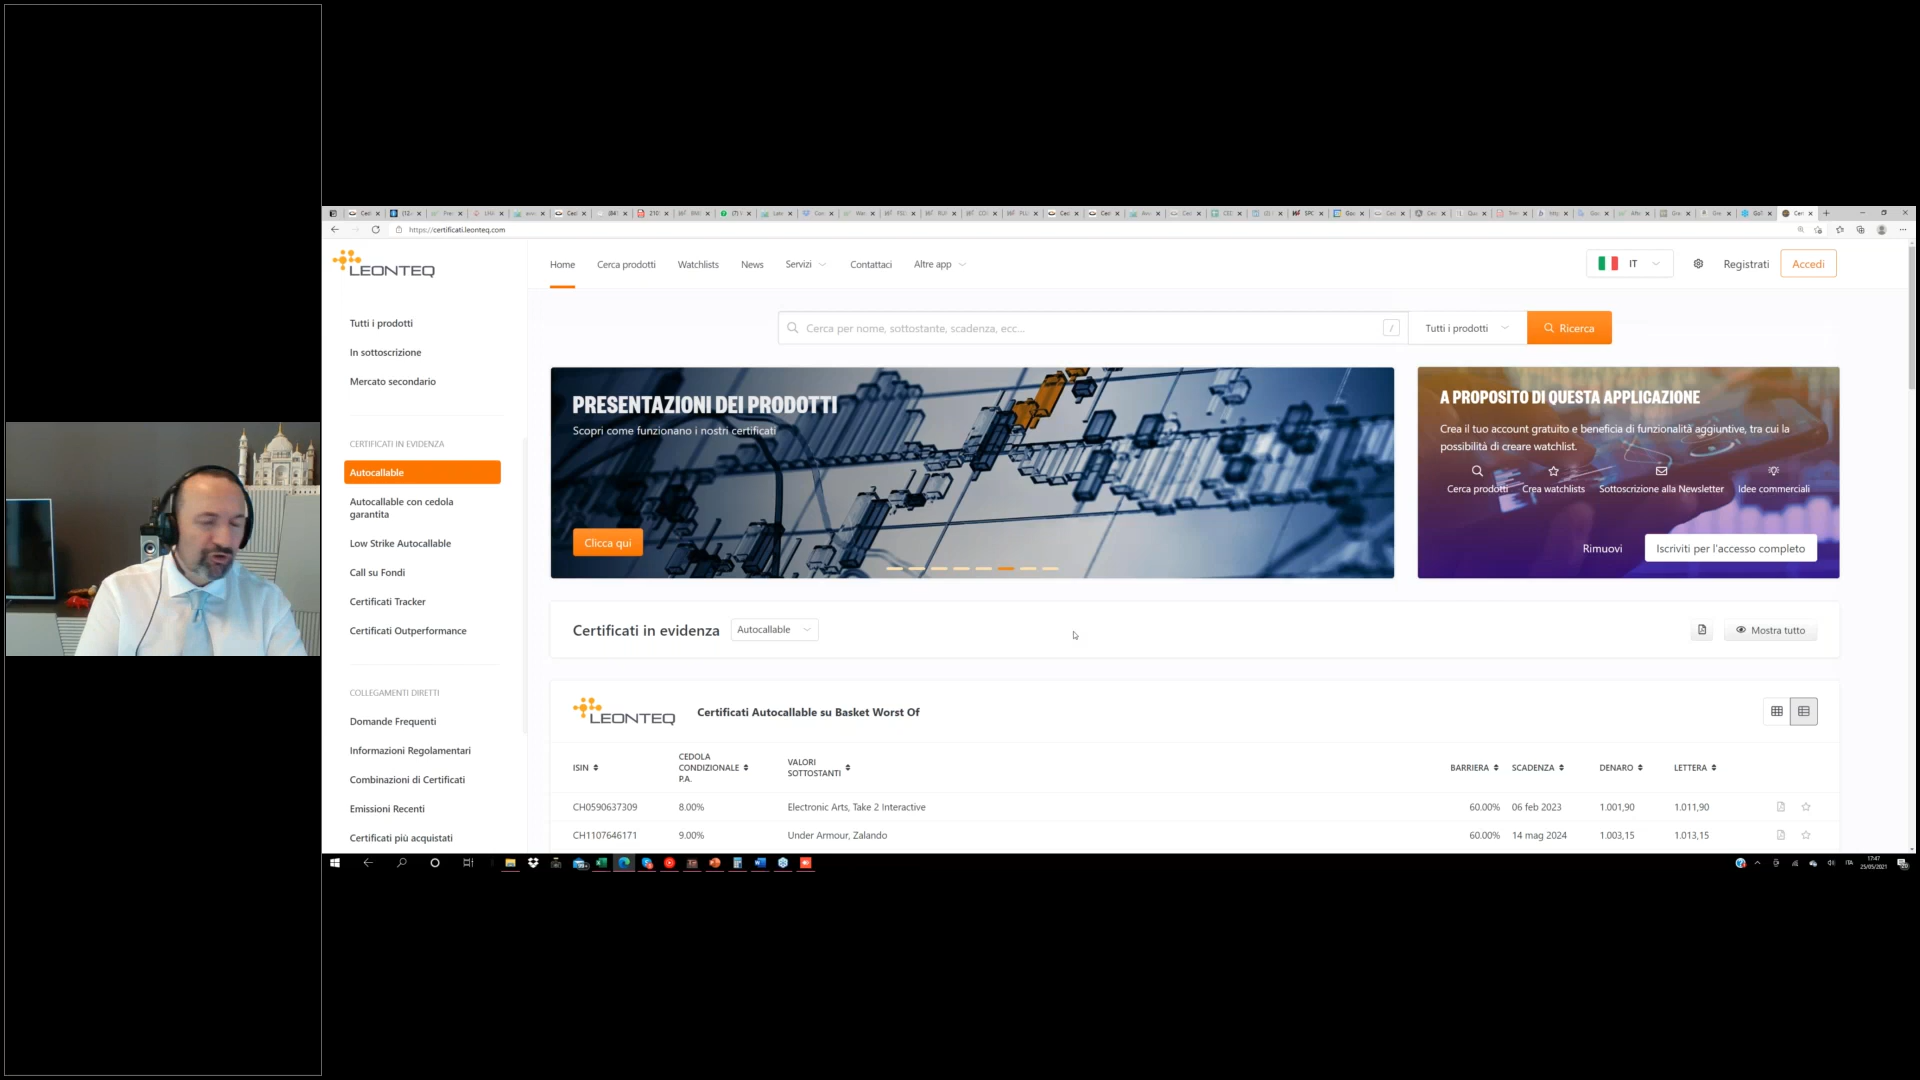 https://certificati.leonteq.com
LEONTEQ
Home
Cerca prodotti
Watchlists
News
Servizi
Contattaci
Altre app
IT
Registrati
Accedi
Tutti i prodotti
In sottoscrizione
Mercato secondario
CERTIFICATI IN EVIDENZA
Autocallable
Autocallable con cedola
garantita
Low Strike Autocallable
Call su Fondi
Certificati Tracker
Certificati Outperformance
COLLEGAMENTI DIRETTI
Domande Frequenti
Informazioni Regolamentari
Combinazioni di Certificati
Emissioni Recenti
Certificati più acquistati
Cerca per nome, sottostante, scadenza, ecc...
/
Tutti i prodotti
Ricerca
PRESENTAZIONI DEI PRODOTTI
Scopri come funzionano i nostri certificati
Clicca qui
A PROPOSITO DI QUESTA APPLICAZIONE
Crea il tuo account gratuito e beneficia di funzionalità aggiuntive, tra cui la
possibilità di creare watchlist.
Cerca prodotti
Crea watchlists
Sottoscrizione alla Newsletter
Idee commerciali
Rimuovi
Iscriviti per l'accesso completo
Certificati in evidenza
Autocallable
Mostra tutto
LEONTEQ
Certificati Autocallable su Basket Worst Of
ISIN
CEDOLA
CONDIZIONALE
P.A.
VALORI
SOTTOSTANTI
BARRIERA
SCADENZA
DENARO
LETTERA
CH0590637309 8.00% Electronic Arts, Take 2 Interactive 60.00% 06 feb 2023 1.001,90 1.011,90
CH1107646171 9.00% Under Armour, Zalando 60.00% 14 mag 2024 1.003,15 1.013,15
ITA
17:47
25/05/2021